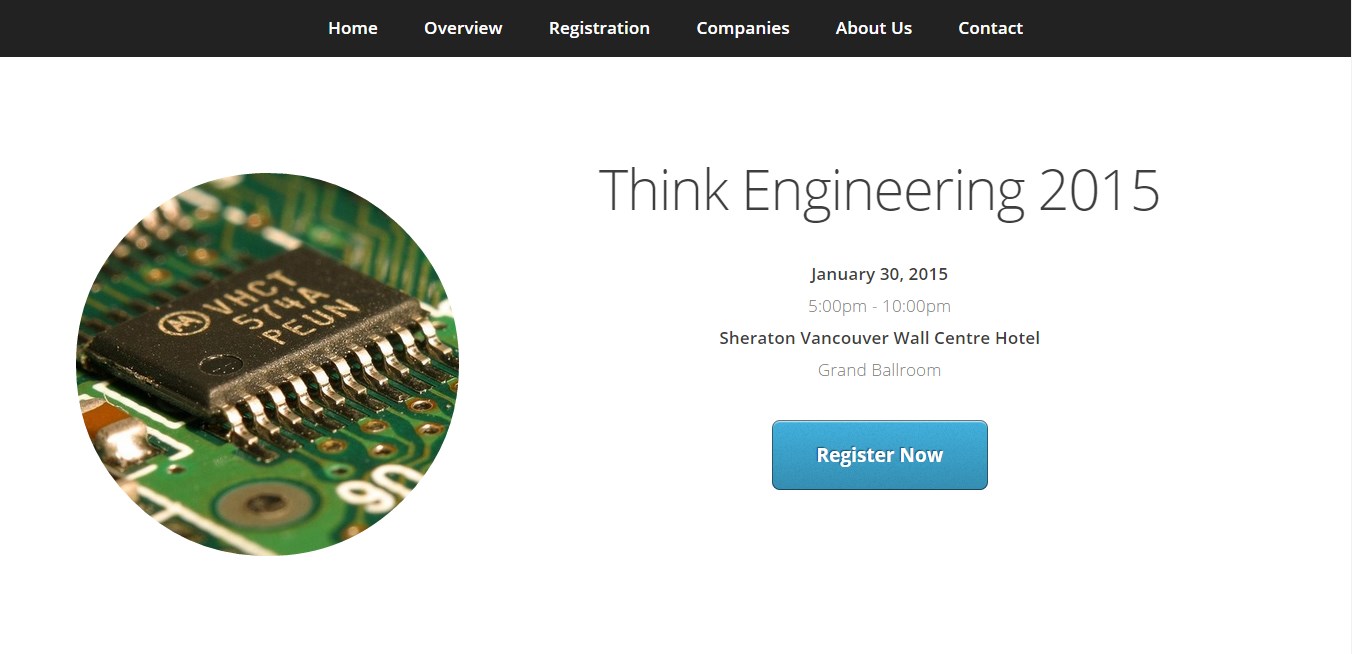 Home Overview Registration Companies About Us Contact
Think Engineering 2015
January 30, 2015
5:00pm - 10:00pm
Sheraton Vancouver Wall Centre Hotel
Grand Ballroom
Register Now
VHCT
574A
PEUN
U6